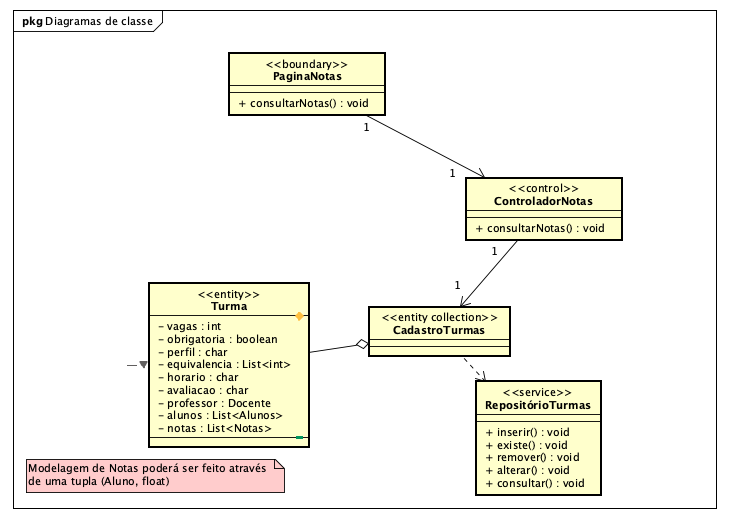 pkg Diagramas de classe
<<boundary>>
PaginaNotas
+ consultarNotas() : void
1
1
<<control>>
ControladorNotas
+ consultarNotas() : void
1
1
<<entity>>
Turma
– vagas : int
– obrigatoria : boolean
– perfil : char
– equivalencia : List<int>
– horario : char
– avaliacao : char
– professor : Docente
– alunos : List<Alunos>
– notas : List<Notas>
<<entity collection>>
CadastroTurmas
<<service>>
RepositórioTurmas
+ inserir() : void
+ existe() : void
+ remover() : void
+ alterar() : void
+ consultar() : void
Modelagem de Notas poderá ser feito através
de uma tupla (Aluno, float)